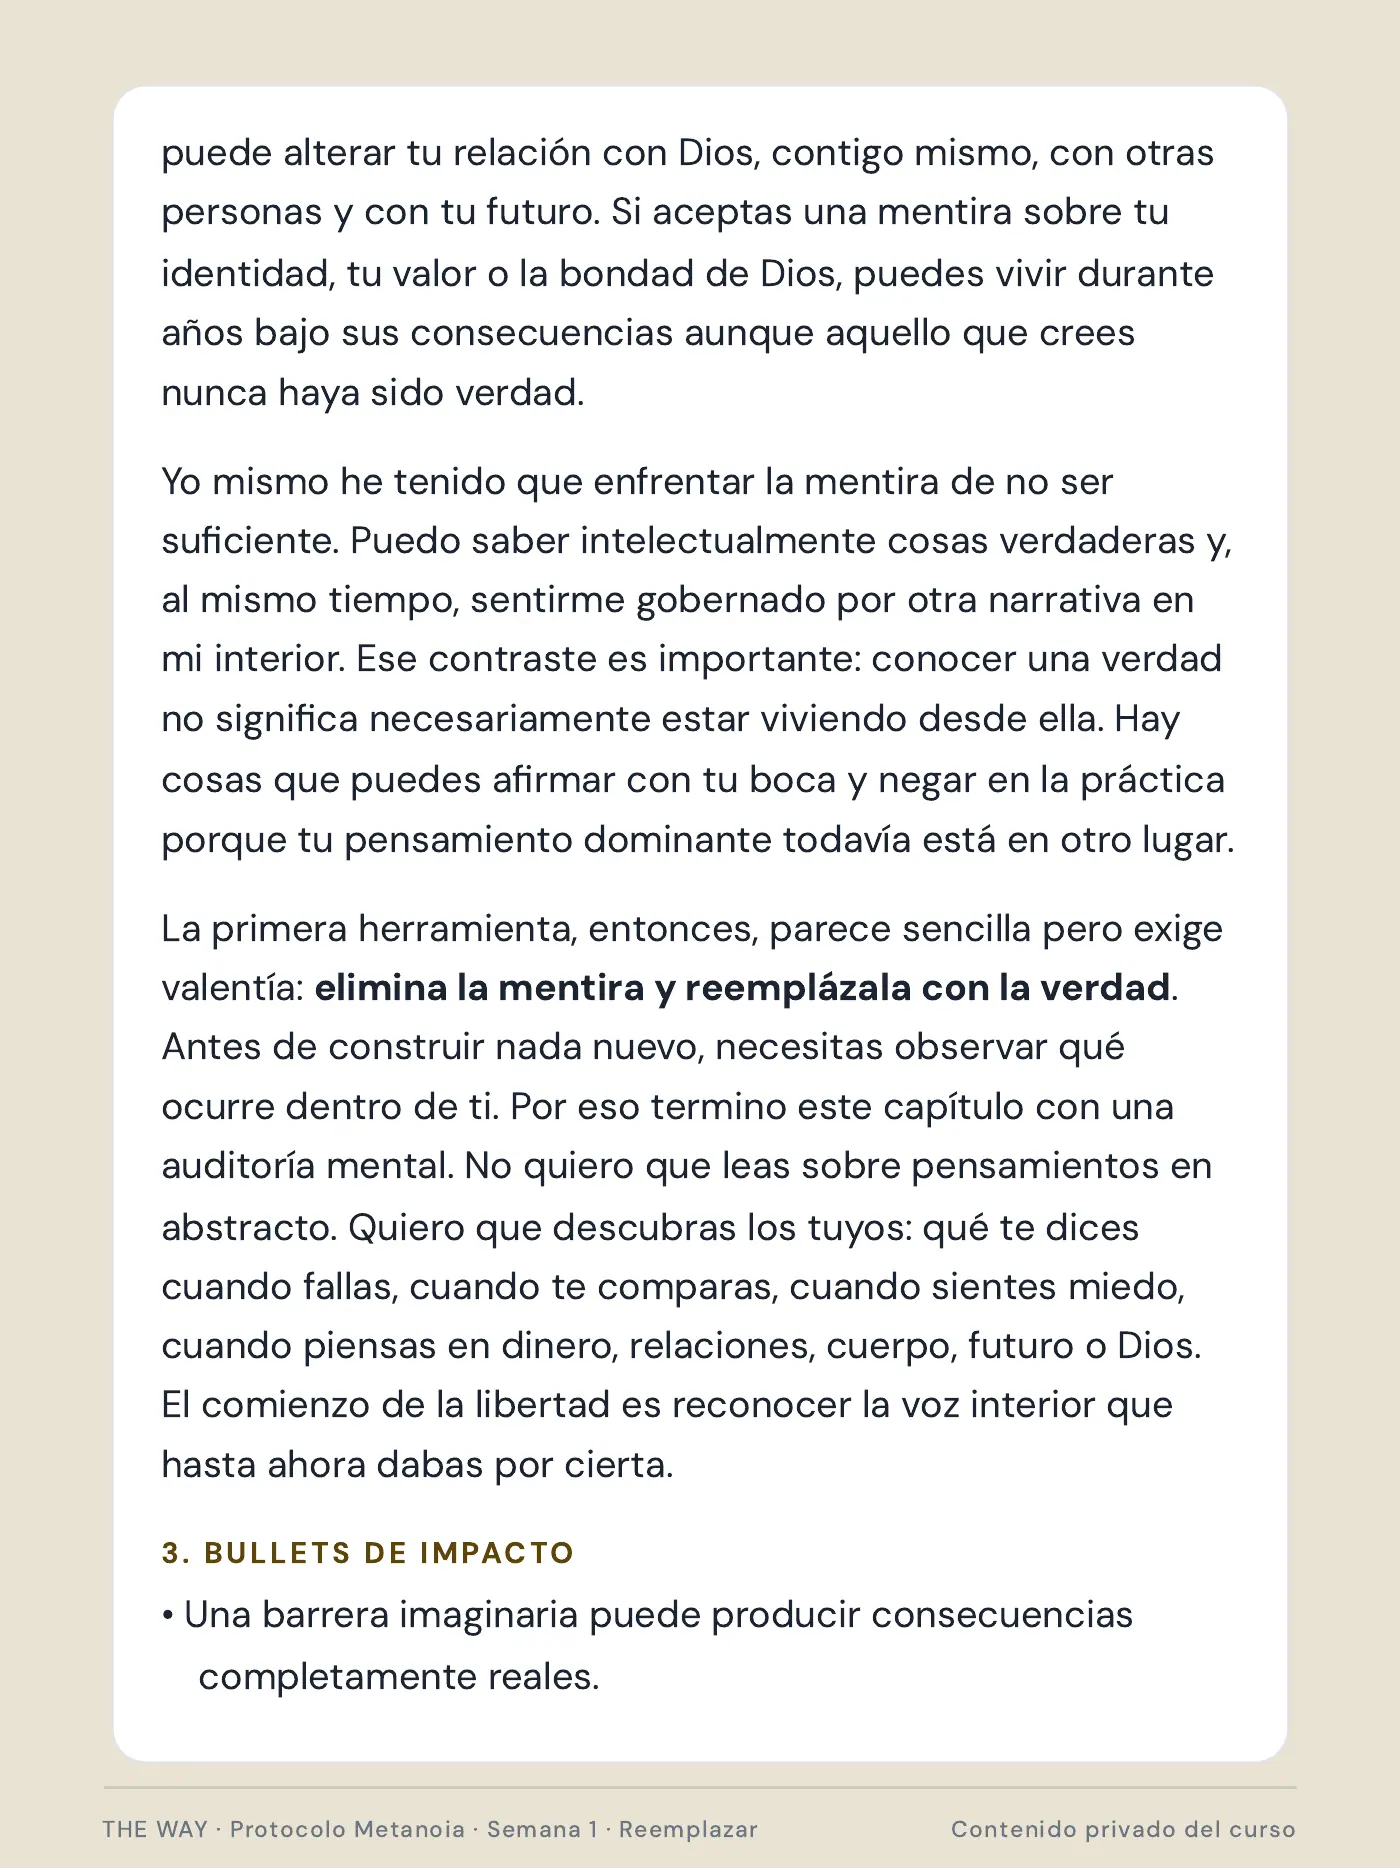 puede alterar tu relación con Dios, contigo mismo, con otras
personas y con tu futuro. Si aceptas una mentira sobre tu
identidad, tu valor o la bondad de Dios, puedes vivir durante
años bajo sus consecuencias aunque aquello que crees
nunca haya sido verdad.
Yo mismo he tenido que enfrentar la mentira de no ser
suficiente. Puedo saber intelectualmente cosas verdaderas y,
al mismo tiempo, sentirme gobernado por otra narrativa en
mi interior. Ese contraste es importante: conocer una verdad
no significa necesariamente estar viviendo desde ella. Hay
cosas que puedes afirmar con tu boca y negar en la práctica
porque tu pensamiento dominante todavía está en otro lugar.
La primera herramienta, entonces, parece sencilla pero exige
valentía: elimina la mentira y reemplázala con la verdad.
Antes de construir nada nuevo, necesitas observar qué
ocurre dentro de ti. Por eso termino este capítulo con una
auditoría mental. No quiero que leas sobre pensamientos en
abstracto. Quiero que descubras los tuyos: qué te dices
cuando fallas, cuando te comparas, cuando sientes miedo,
cuando piensas en dinero, relaciones, cuerpo, futuro o Dios.
El comienzo de la libertad es reconocer la voz interior que
hasta ahora dabas por cierta.
3. BULLETS DE IMPACTO
• Una barrera imaginaria puede producir consecuencias
completamente reales.
THE WAY · Protocolo Metanoia · Semana 1 · Reemplazar
Contenido privado del curso